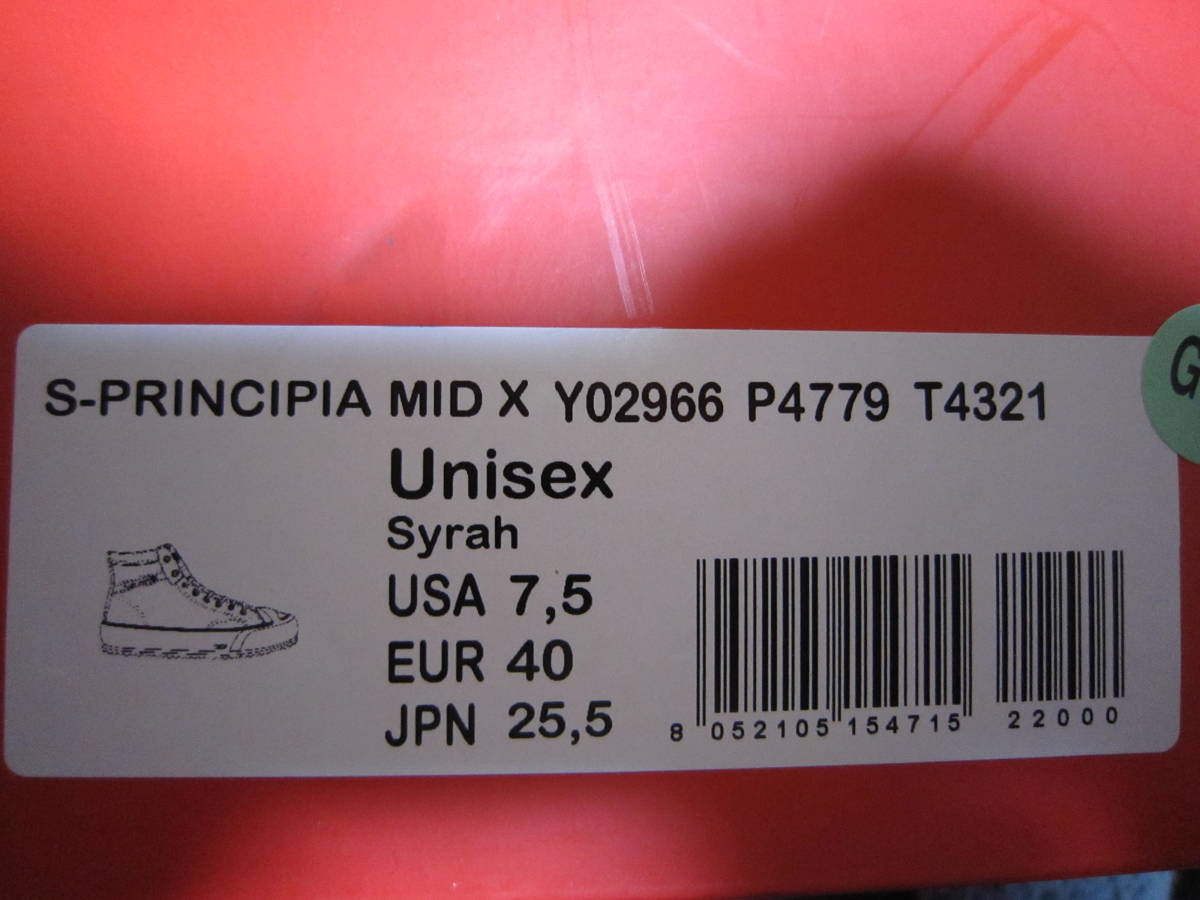 S-PRINCIPIA MID X Y02966 P4779 T4321
G
Unisex
Syrah
USA 7,5
EUR 40
JPN 25,5
8 052105 154715 22000